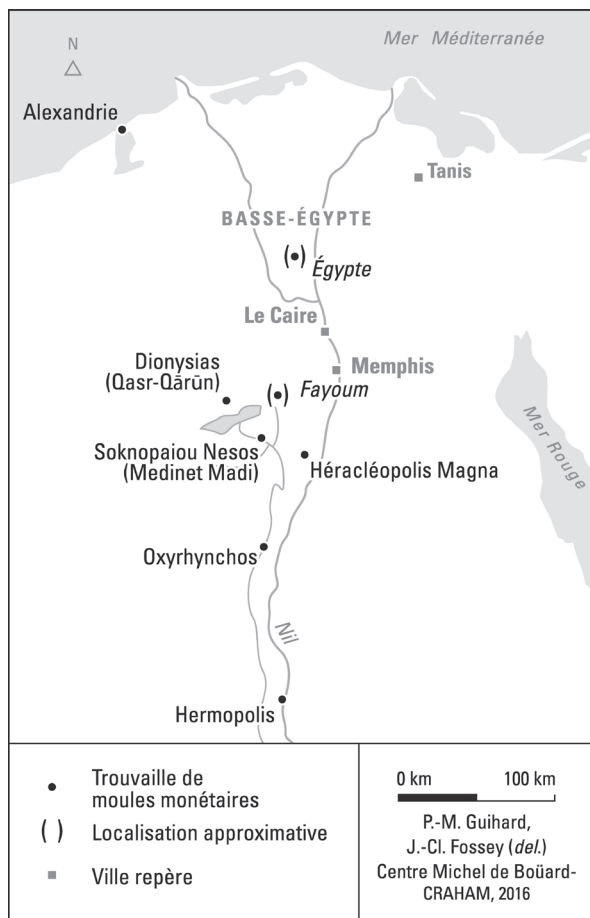 Mer Méditerranée
N
Alexandrie
Tanis
BASSE-ÉGYPTE
( )
Égypte
Le Caire
Dionysias
(Qasr-Qārūn)
Memphis
( )
Fayoum
Mer Rouge
Soknopaiou Nesos
(Medinet Madi)
Héracléopolis Magna
Oxyrhynchos
Nil
Hermopolis
Trouvaille de
moules monétaires
( ) Localisation approximative
Ville repère
0 km 100 km
P.-M. Guihard,
J.-Cl. Fossey (del.)
Centre Michel de Boüard-
CRAHAM, 2016